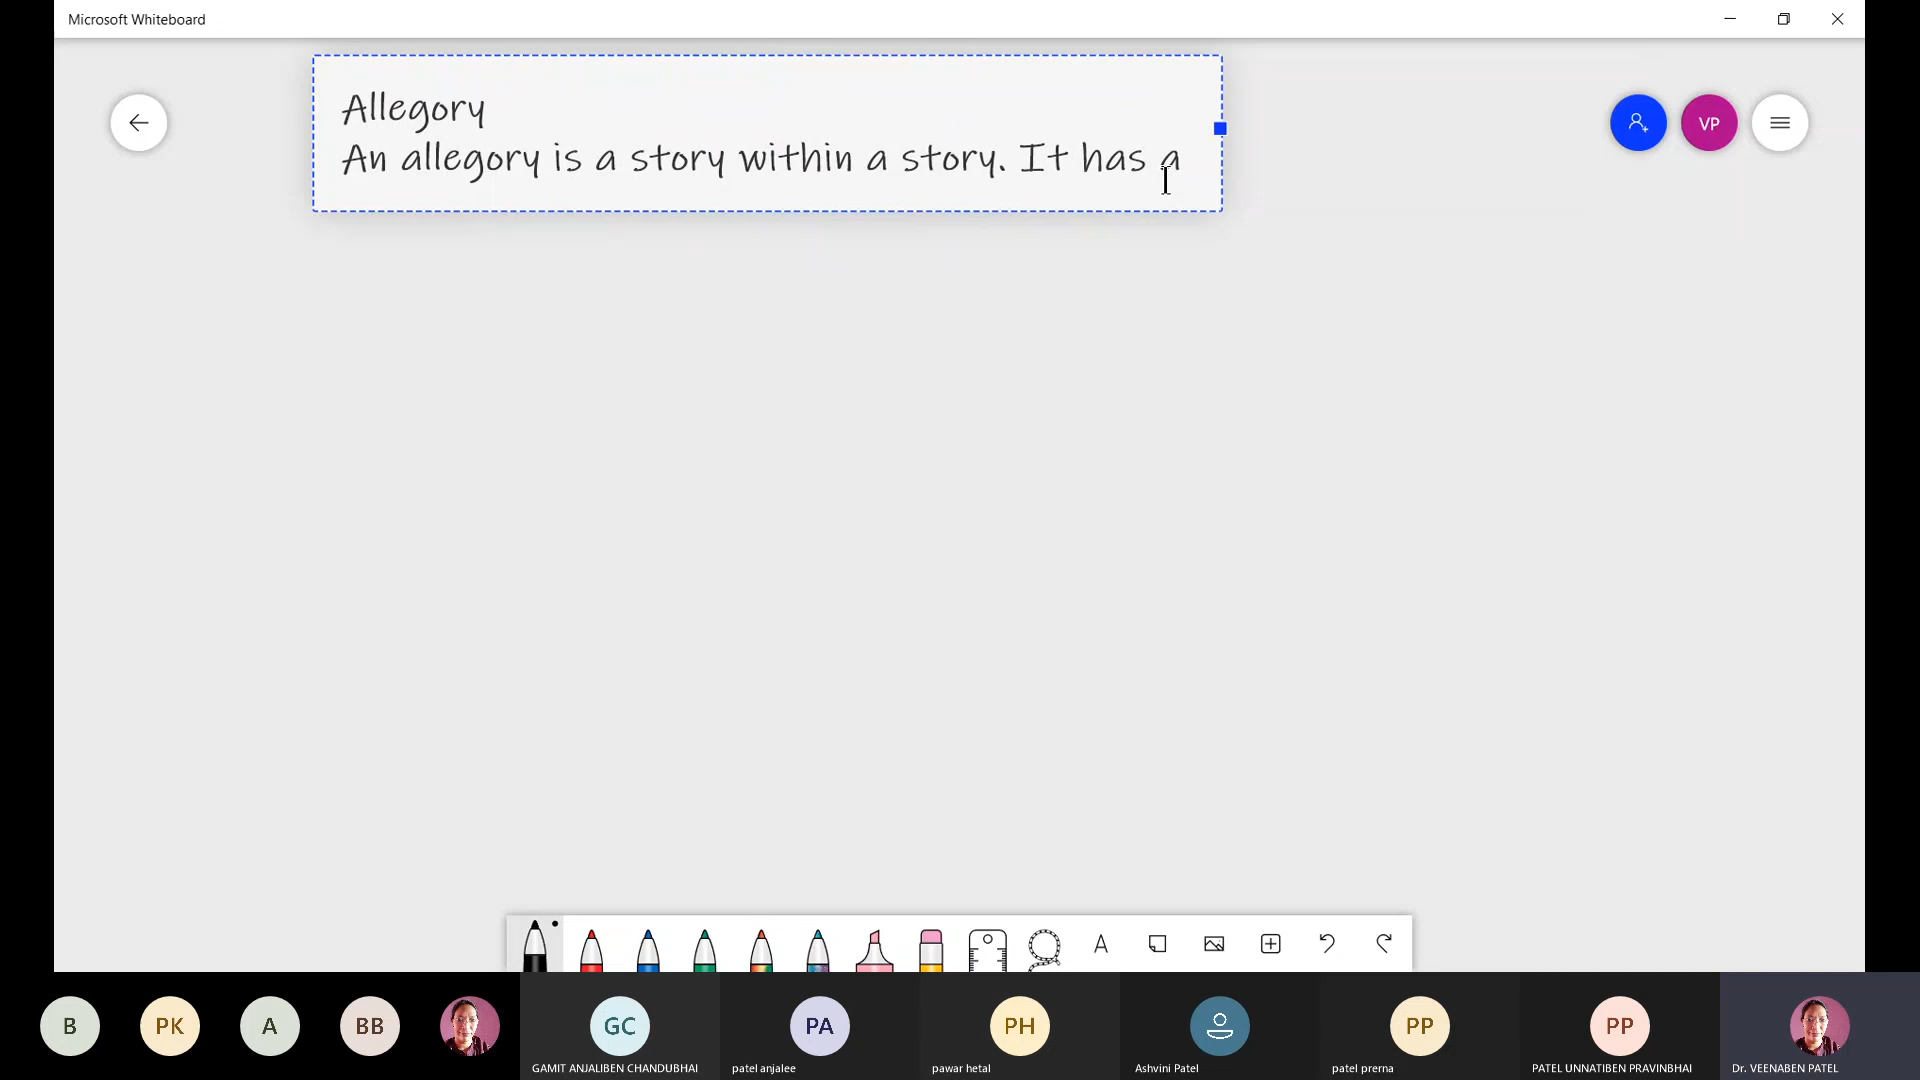 Microsoft Whiteboard
Allegory
An allegory is a story within a story. It has a
VP
A
B
PK
A
BB
GC
PA
PH
PP
PP
GAMIT ANJALIBEN CHANDUBHAI
patel anjalee
pawar hetal
Ashvini Patel
patel prerna
PATEL UNNATIBEN PRAVINBHAI
Dr. VEENABEN PATEL